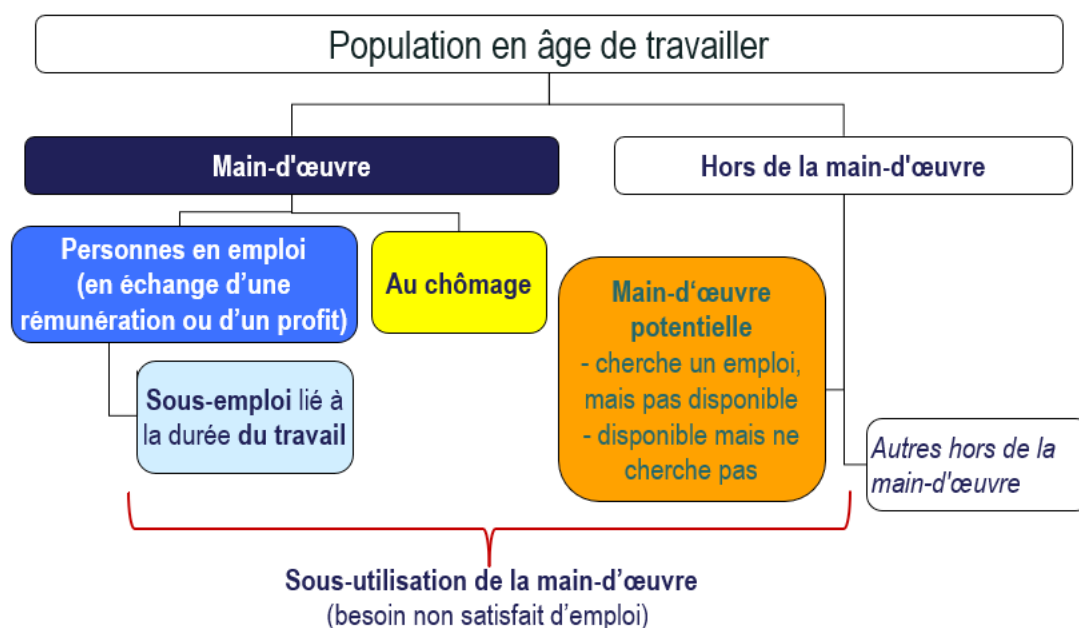 Population en âge de travailler
Main-d'œuvre
Hors de la main-d'œuvre
Personnes en emploi
(en échange d’une
rémunération ou d’un profit)
Au chômage
Main-d‘œuvre
potentielle
- cherche un emploi,
mais pas disponible
- disponible mais ne
cherche pas
Sous-emploi lié à
la durée du travail
Autres hors de la
main-d'œuvre
Sous-utilisation de la main-d’œuvre
(besoin non satisfait d’emploi)